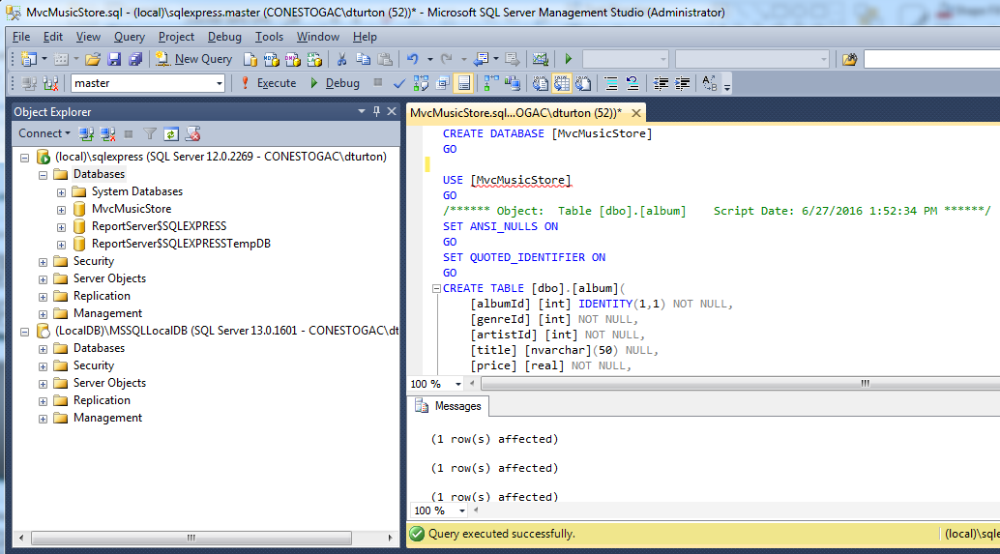 MvcMusicStore.sql - (local)\sqlexpress.master (CONESTOGAC\dturton (52))* - Microsoft SQL Server Management Studio (Administrator)
File Edit View Query Project Debug Tools Window Help
New Query
master Execute Debug
Object Explorer
Connect
(local)\sqlexpress (SQL Server 12.0.2269 - CONESTOGAC\dturton)
Databases
System Databases
MvcMusicStore
ReportServer$SQLEXPRESS
ReportServer$SQLEXPRESSTempDB
Security
Server Objects
Replication
Management
(LocalDB)\MSSQLLocalDB (SQL Server 13.0.1601 - CONESTOGAC\dt
Databases
Security
Server Objects
Replication
Management
MvcMusicStore.sql...OGAC\dturton (52))*
CREATE DATABASE [MvcMusicStore]
GO
USE [MvcMusicStore]
GO
/****** Object:  Table [dbo].[album]    Script Date: 6/27/2016 1:52:34 PM ******/
SET ANSI_NULLS ON
GO
SET QUOTED_IDENTIFIER ON
GO
CREATE TABLE [dbo].[album](
[albumId] [int] IDENTITY(1,1) NOT NULL,
[genreId] [int] NOT NULL,
[artistId] [int] NOT NULL,
[title] [nvarchar](50) NULL,
[price] [real] NOT NULL,
100 %
Messages
(1 row(s) affected)
(1 row(s) affected)
(1 row(s) affected)
100 %
Query executed successfully. (local)\sqle